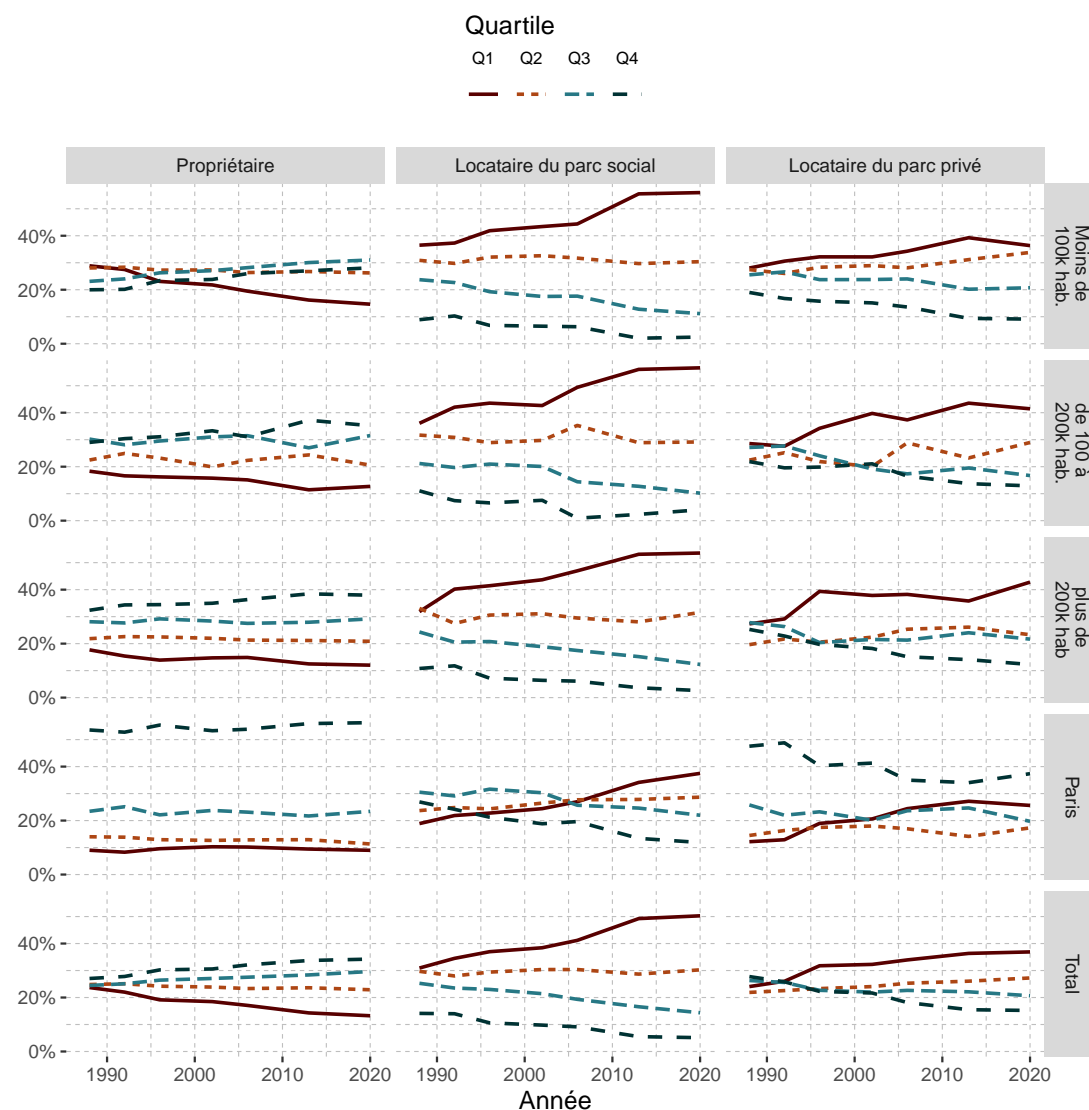 Quartile
Q1 Q2 Q3 Q4
Propriétaire Locataire du parc social Locataire du parc privé
40%
20%
0%
Moins de
100k hab.
40%
20%
0%
de 100 à
200k hab.
40%
20%
0%
plus de
200k hab
40%
20%
0%
Paris
40%
20%
0%
Total
1990 2000 2010 2020 1990 2000 2010 2020 1990 2000 2010 2020
Année